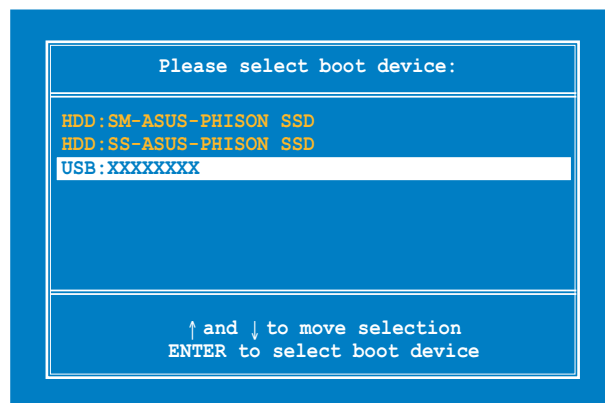 Please select boot device:
HDD:SM-ASUS-PHISON SSD
HDD:SS-ASUS-PHISON SSD
USB:XXXXXXXX
↑ and ↓ to move selection
ENTER to select boot device